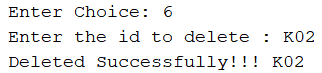 Enter Choice: 6
Enter the id to delete : K02
Deleted Successfully!!! K02